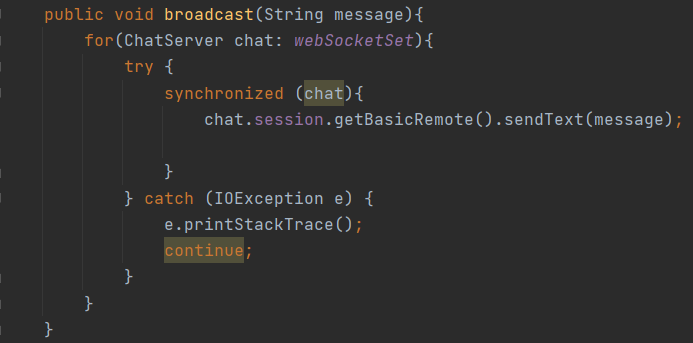 public void broadcast(String message){
for(ChatServer chat: webSocketSet){
try {
synchronized (chat){
chat.session.getBasicRemote().sendText(message);
}
} catch (IOException e) {
e.printStackTrace();
continue;
}
}
}